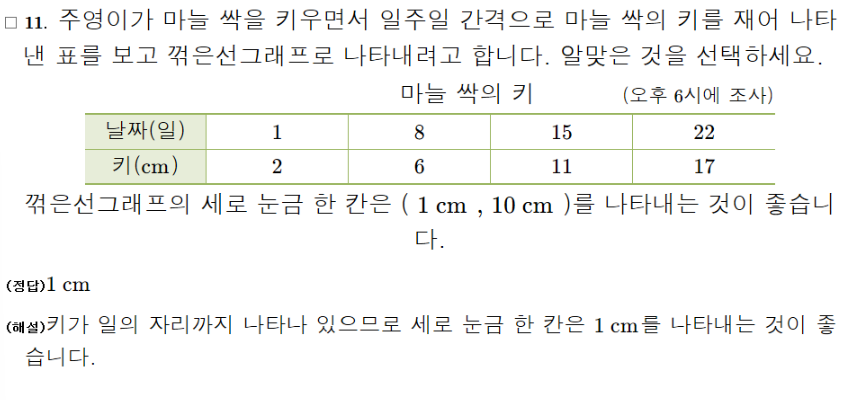 □ 11. 주영이가 마늘 싹을 키우면서 일주일 간격으로 마늘 싹의 키를 재어 나타
낸 표를 보고 꺾은선그래프로 나타내려고 합니다. 알맞은 것을 선택하세요.
마늘 싹의 키 (오후 6시에 조사)
날짜(일) 1 8 15 22
키(cm) 2 6 11 17
꺾은선그래프의 세로 눈금 한 칸은 ( 1 cm , 10 cm )를 나타내는 것이 좋습니
다.
(정답)1 cm
(해설)키가 일의 자리까지 나타나 있으므로 세로 눈금 한 칸은 1 cm를 나타내는 것이 좋
습니다.